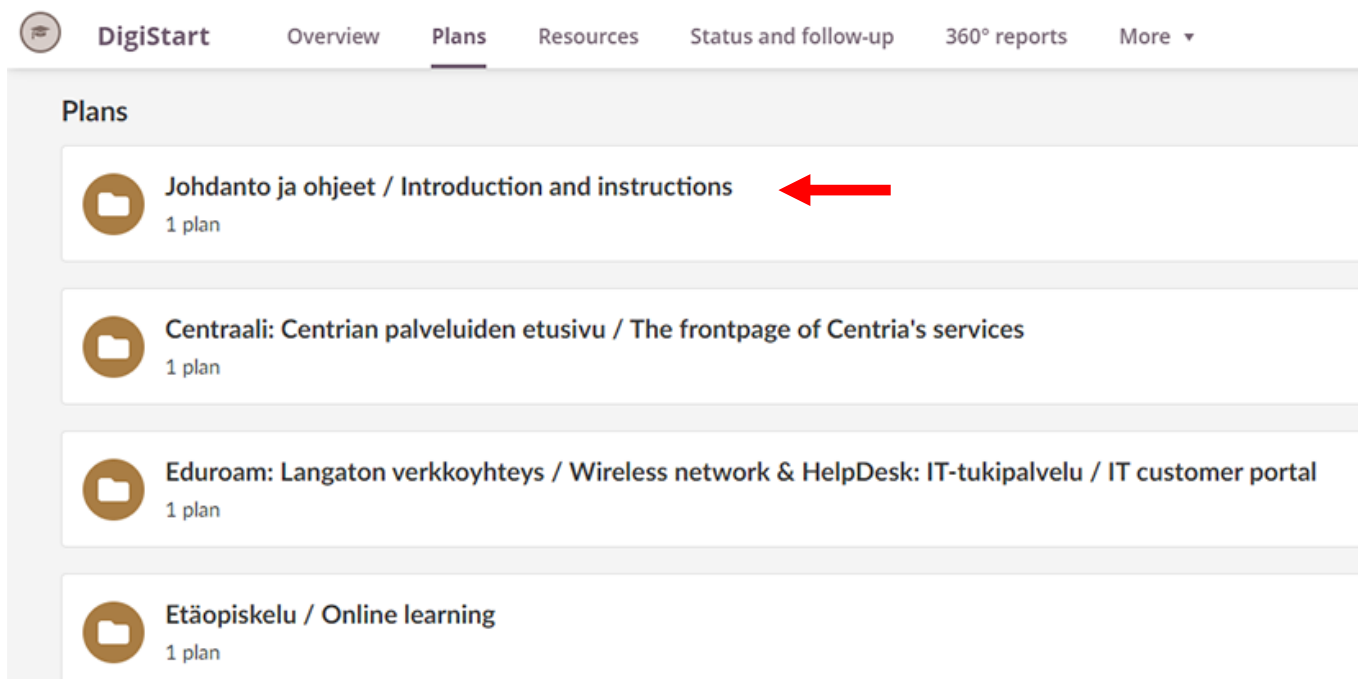 DigiStart Overview Plans Resources Status and follow-up 360° reports More
Plans
Johdanto ja ohjeet / Introduction and instructions
1 plan
Centraali: Centrian palveluiden etusivu / The frontpage of Centria's services
1 plan
Eduroam: Langaton verkkoyhteys / Wireless network & HelpDesk: IT-tukipalvelu / IT customer portal
1 plan
Etäopiskelu / Online learning
1 plan